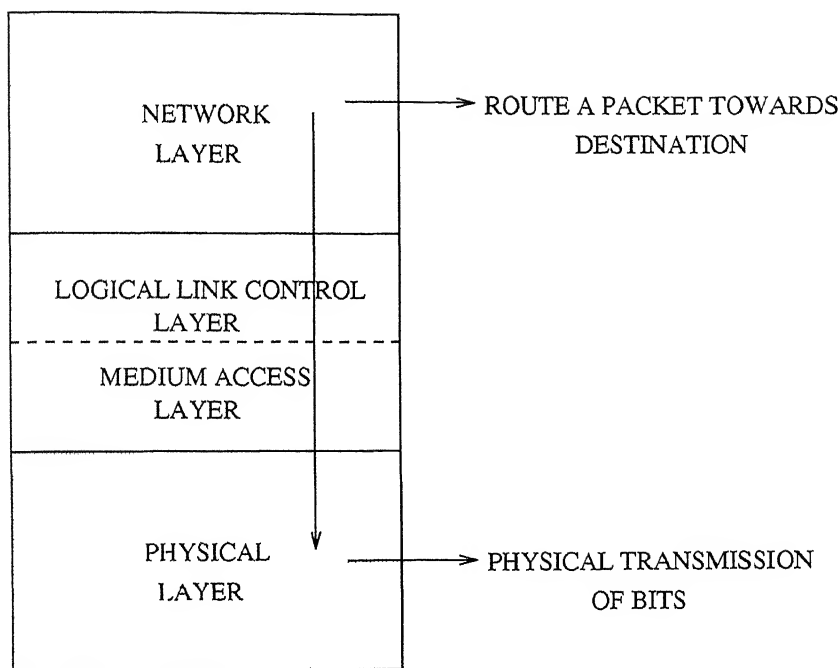 NETWORK
LAYER
ROUTE A PACKET TOWARDS
DESTINATION
LOGICAL LINK CONTROL
LAYER
MEDIUM ACCESS
LAYER
PHYSICAL
LAYER
PHYSICAL TRANSMISSION
OF BITS